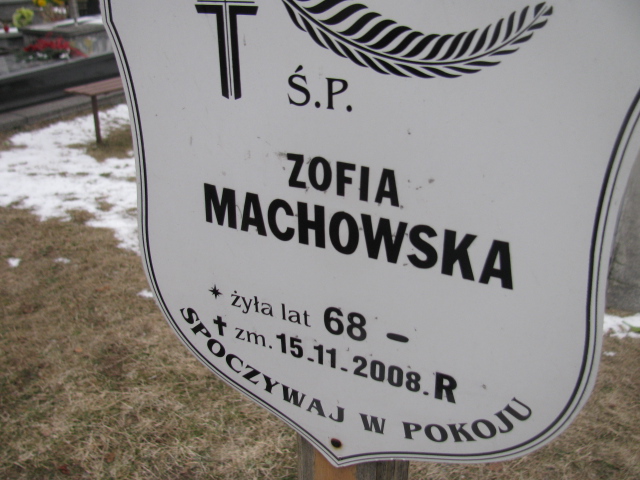 Ś.P.
ZOFIA
MACHOWSKA
* żyła lat 68 -
✝ zm. 15.11.2008.R
SPOCZYWAJ W POKOJU